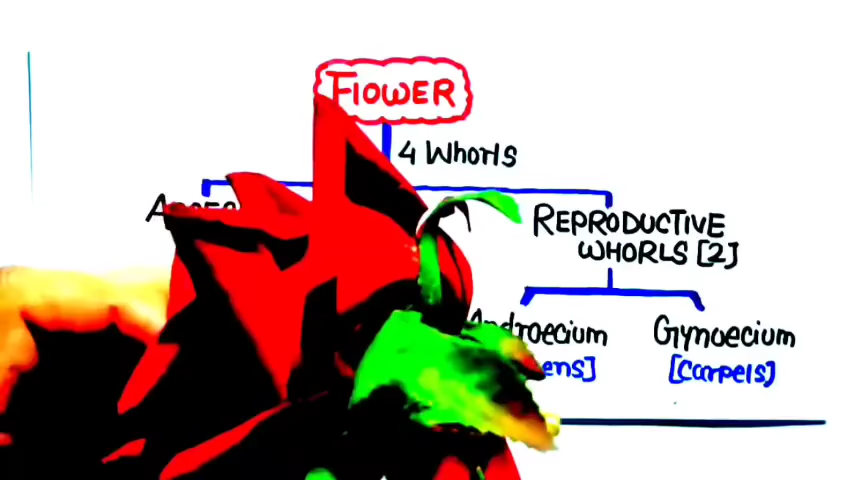 FlOWER
4 Whorls
REPRODUCTIVE
WHORLS [2]
Androecium
Gynoecium
[Carpels]